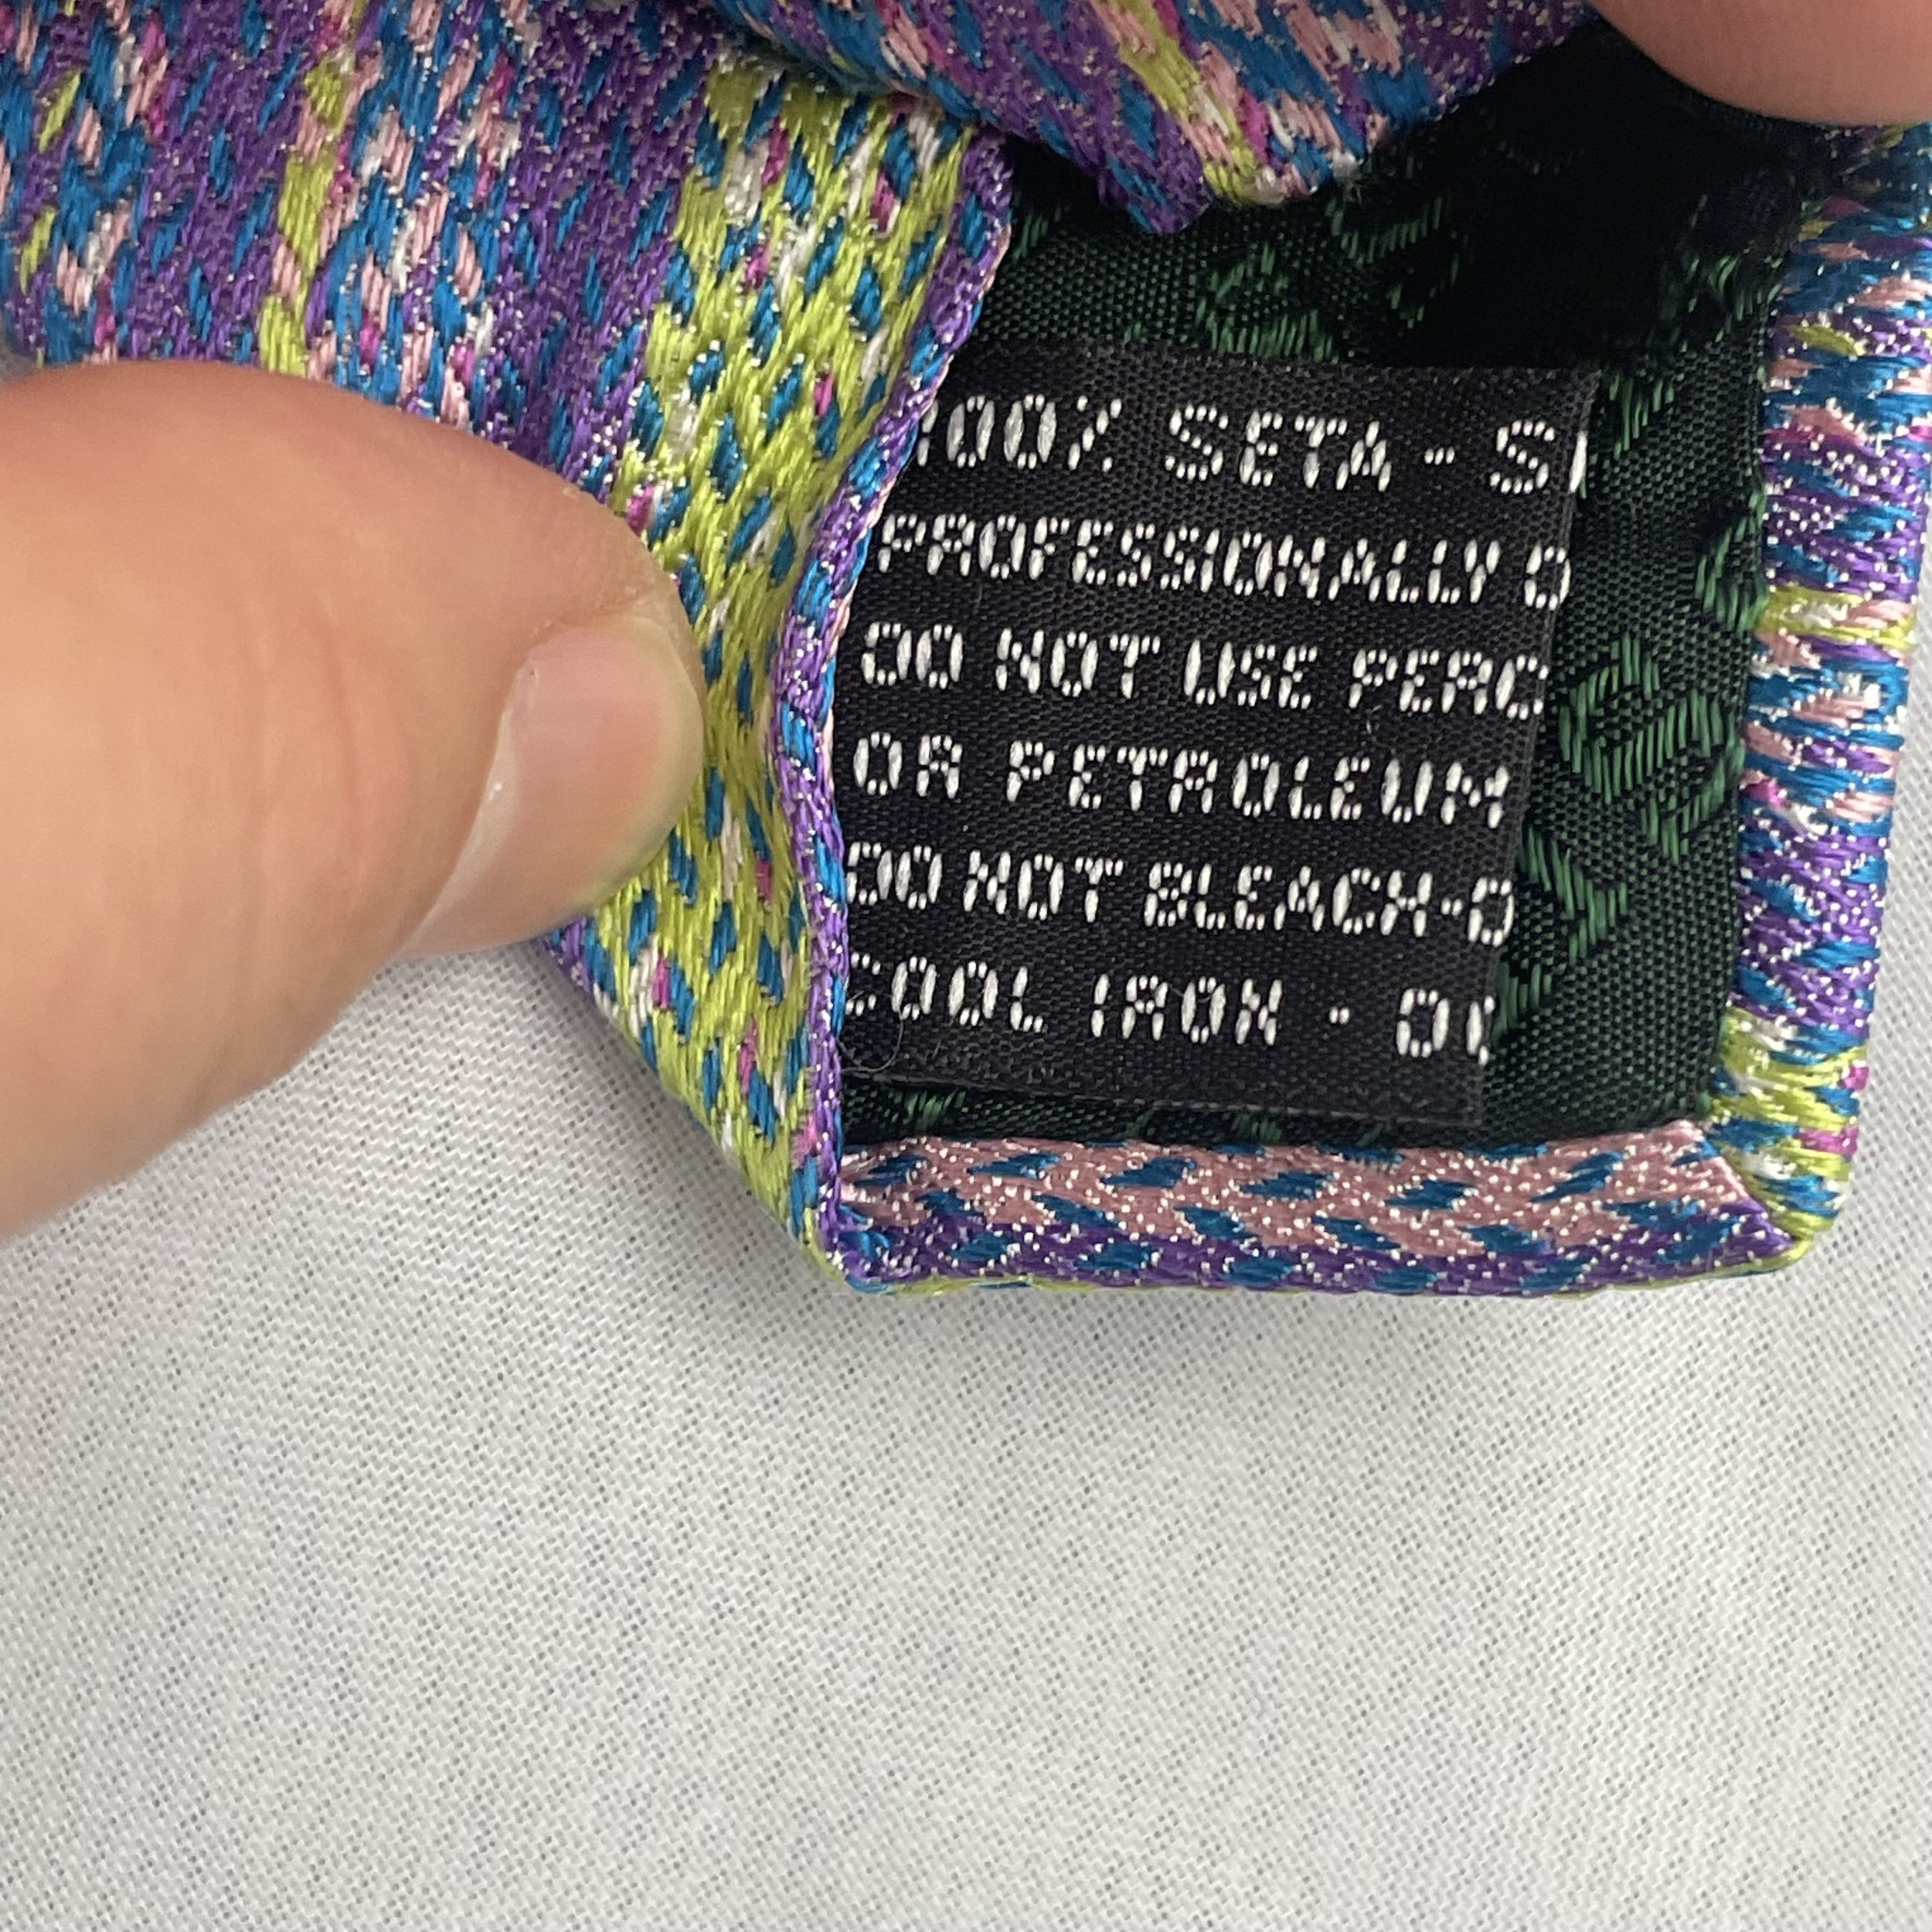 100% SETA - S
PROFESSIONALLY
DO NOT USE PERC
OR PETROLEUM
DO NOT BLEACH-
COOL IRON -